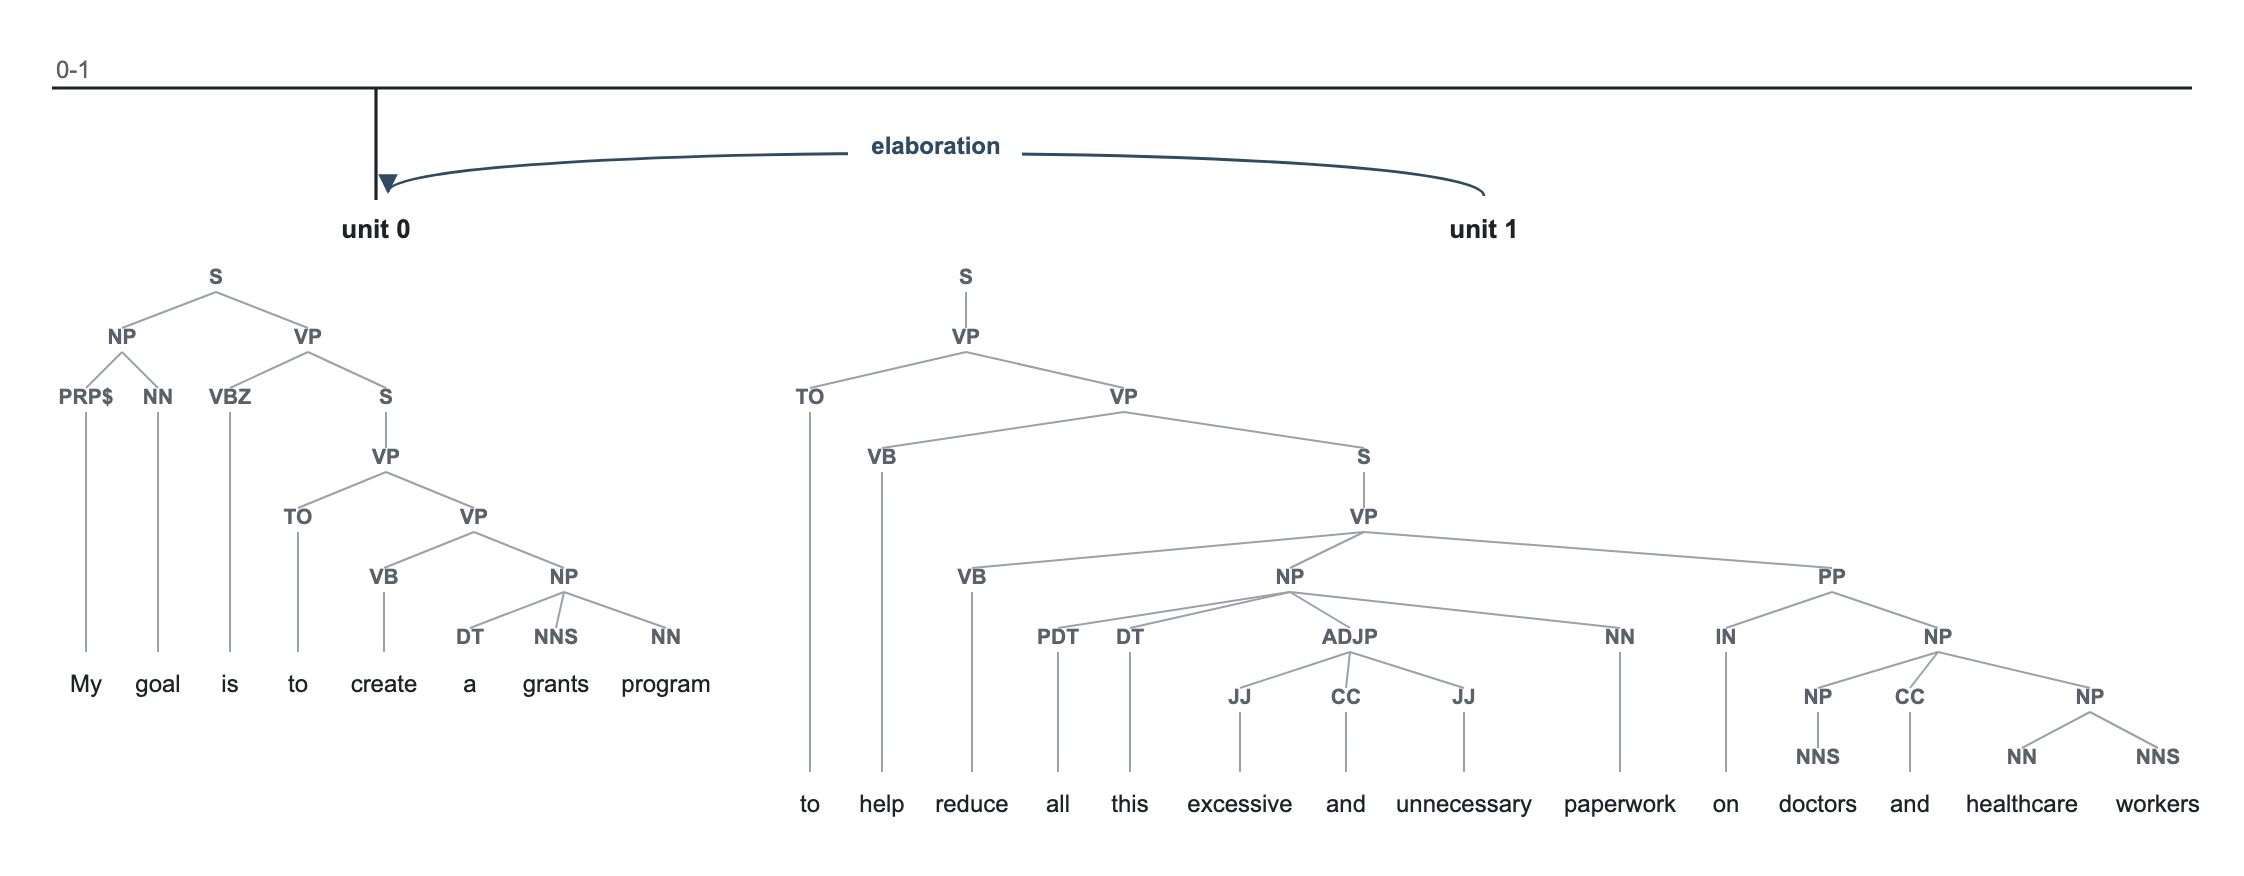 0-1
elaboration
unit 0 unit 1
S S
NP VP VP
PRP$ NN VBZ S TO VP
VP VB S
TO VP VP
VB NP VB NP PP
DT NNS NN PDT DT ADJP NN IN NP
My goal is to create a grants program JJ CC JJ NP CC NP
NNS NN NNS
to help reduce all this excessive and unnecessary paperwork on doctors and healthcare workers